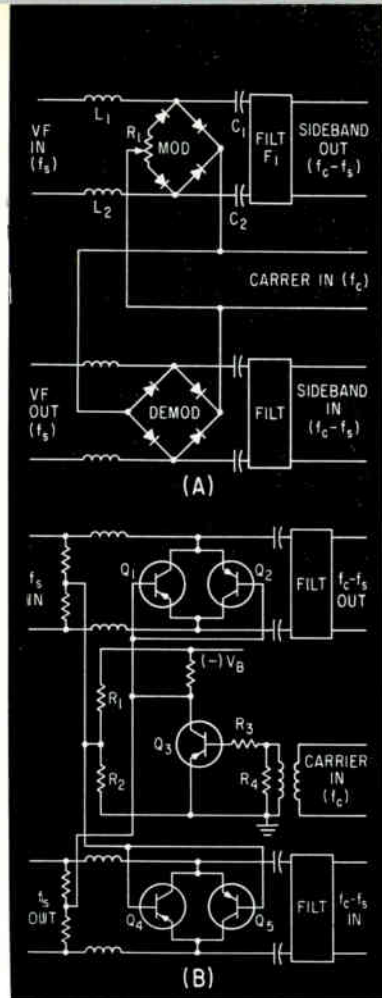 L1
VF
IN
(fs)
R1
MOD
C1
FILT
F1
SIDEBAND
OUT
(fc-fs)
L2
C2
CARRER IN (fc)
VF
OUT
(fs)
DEMOD
FILT
SIDEBAND
IN
(fc-fs)
(A)
fs
IN
Q1
Q2
FILT
fc-fs
OUT
(-)VB
R1
Q3
R3
R2
R4
CARRIER
IN
(fc)
fs
OUT
Q4
Q5
FILT
fc-fs
IN
(B)